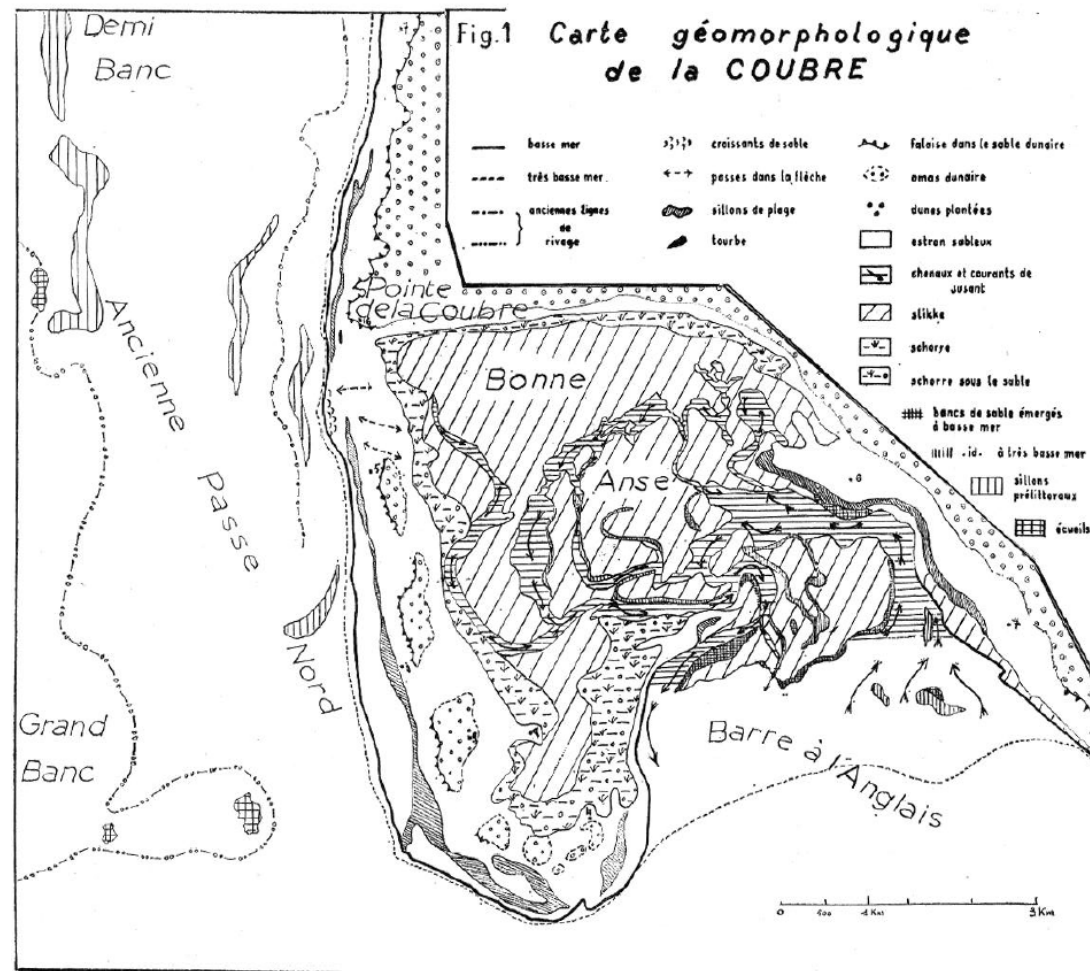 Fig.1 Carte géomorphologique
de la COUBRE
basse mer
très basse mer.
anciennes lignes
de
rivage
croissants de sable
passes dans la flèche
sillons de plage
tourbe
falaise dans le sable dunaire
amas dunaire
dunes plantées
estran sableux
chenaux et courants de
jusant
slikke
schorre
schorre sous le sable
bancs de sable émergés
à basse mer
.id. à très basse mer
sillons
prélittoraux
écueils
Demi
Banc
Ancienne
Passe
Nord
Pointe
de la Coubre
Bonne
Anse
Grand
Banc
Barre à l'Anglais
0 500 1 Km 3 Km